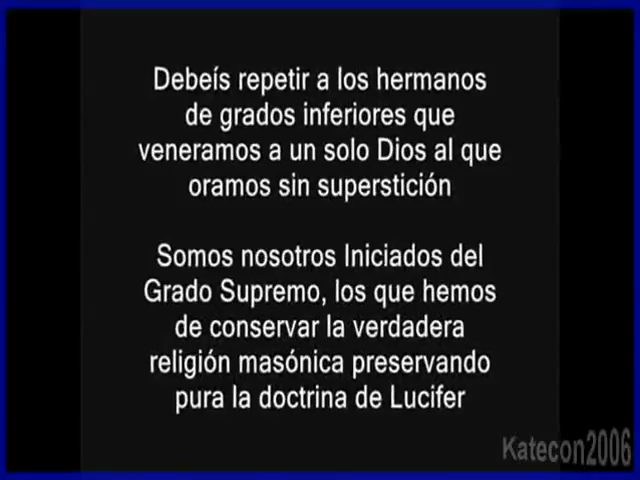 Debeís repetir a los hermanos
de grados inferiores que
veneramos a un solo Dios al que
oramos sin superstición
Somos nosotros Iniciados del
Grado Supremo, los que hemos
de conservar la verdadera
religión masónica preservando
pura la doctrina de Lucifer
Katecon2006